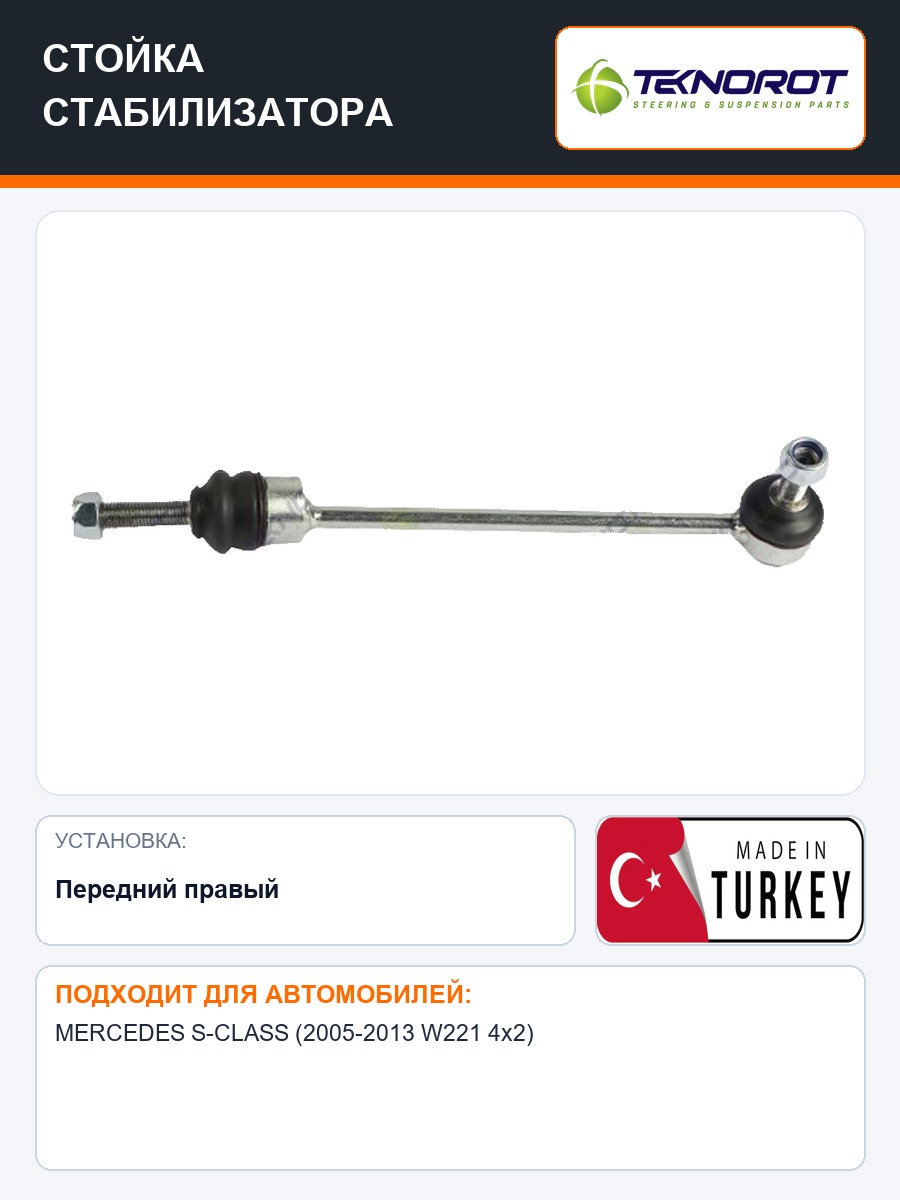 СТОЙКА
СТАБИЛИЗАТОРА
TEKNOROT
STEERING & SUSPENSION PARTS
УСТАНОВКА:
Передний правый
MADE IN
TURKEY
ПОДХОДИТ ДЛЯ АВТОМОБИЛЕЙ:
MERCEDES S-CLASS (2005-2013 W221 4x2)